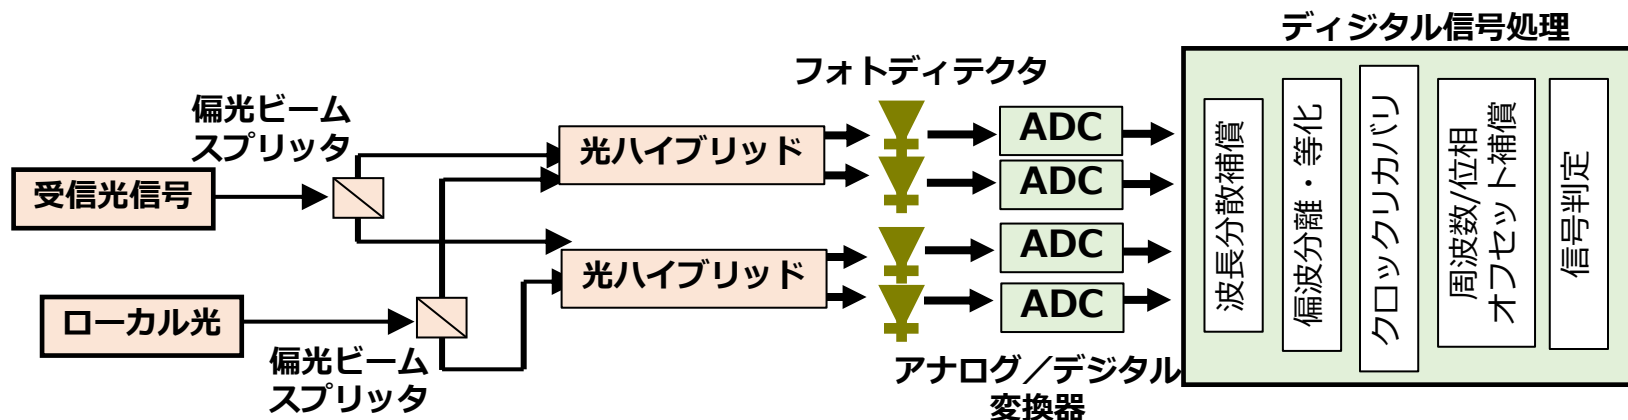 ディジタル信号処理
フォトディテクタ
偏光ビーム
スプリッタ
受信光信号
光ハイブリッド
ADC
ADC
光ハイブリッド
ADC
ADC
ローカル光
偏光ビーム
スプリッタ
アナログ／デジタル
変換器
波長分散補償
偏波分離・等化
クロックリカバリ
周波数/位相
オフセット補償
信号判定